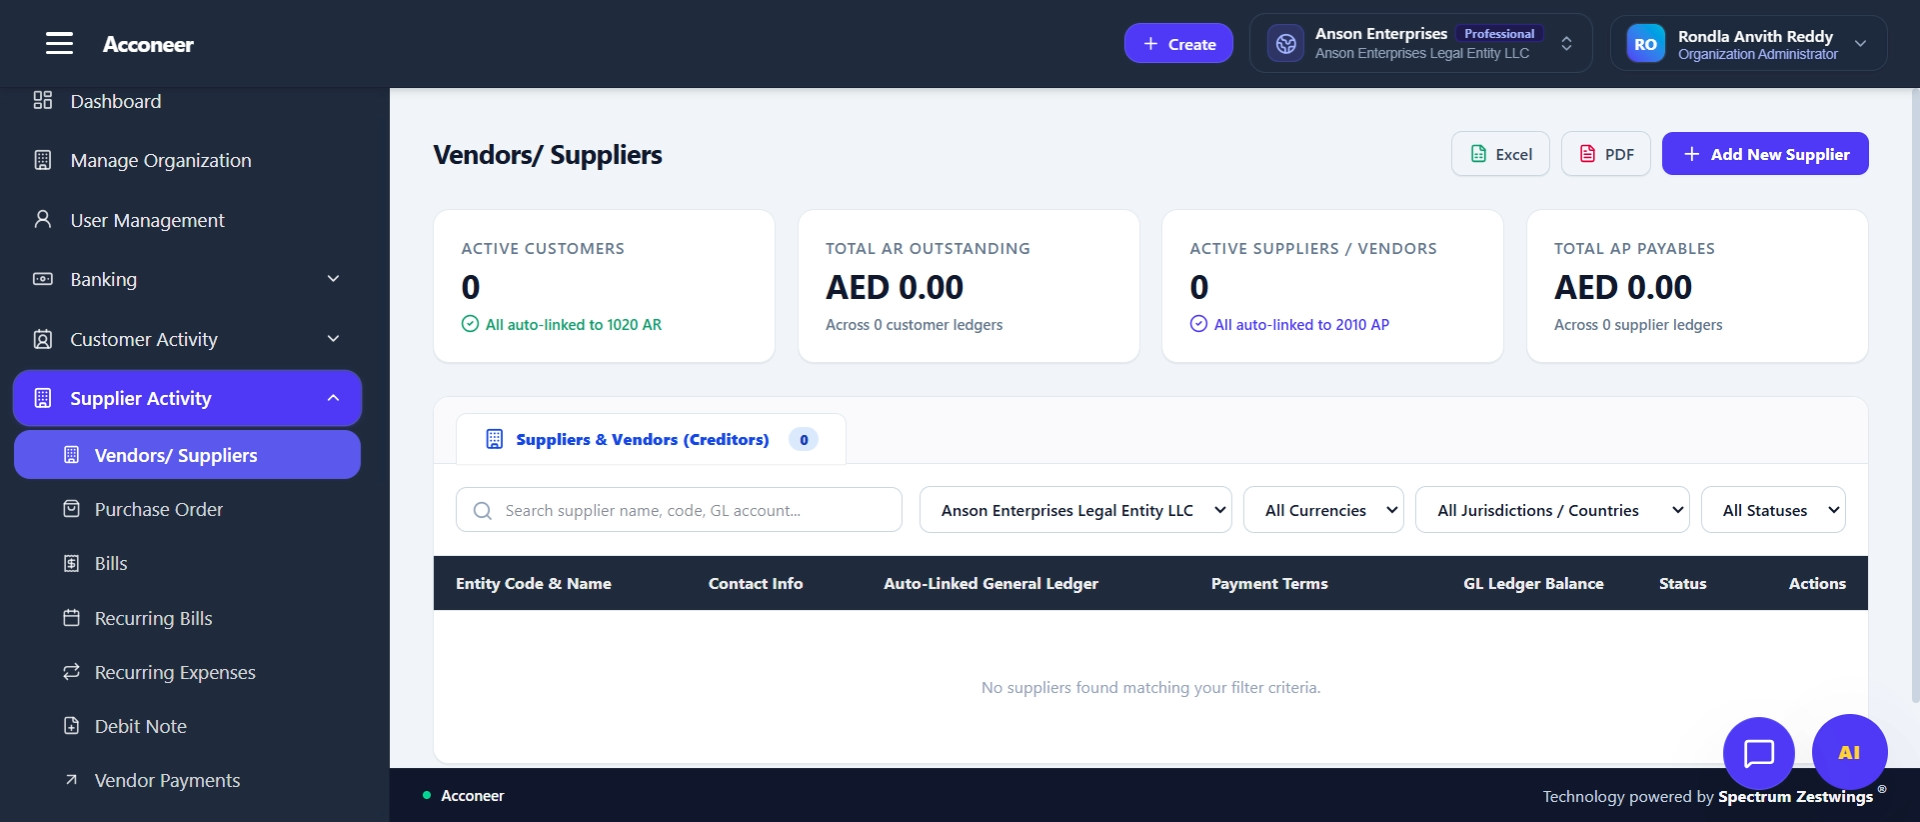 Acconeer
Create
Anson Enterprises Professional
Anson Enterprises Legal Entity LLC
RO
Rondla Anvith Reddy
Organization Administrator
Dashboard
Manage Organization
User Management
Banking
Customer Activity
Supplier Activity
Vendors/ Suppliers
Purchase Order
Bills
Recurring Bills
Recurring Expenses
Debit Note
Vendor Payments
Vendors/ Suppliers
Excel
PDF
Add New Supplier
ACTIVE CUSTOMERS
0
All auto-linked to 1020 AR
TOTAL AR OUTSTANDING
AED 0.00
Across 0 customer ledgers
ACTIVE SUPPLIERS / VENDORS
0
All auto-linked to 2010 AP
TOTAL AP PAYABLES
AED 0.00
Across 0 supplier ledgers
Suppliers & Vendors (Creditors) 0
Search supplier name, code, GL account...
Anson Enterprises Legal Entity LLC
All Currencies
All Jurisdictions / Countries
All Statuses
Entity Code & Name Contact Info Auto-Linked General Ledger Payment Terms GL Ledger Balance Status Actions
No suppliers found matching your filter criteria.
AI
Acconeer
Technology powered by Spectrum Zestwings ®